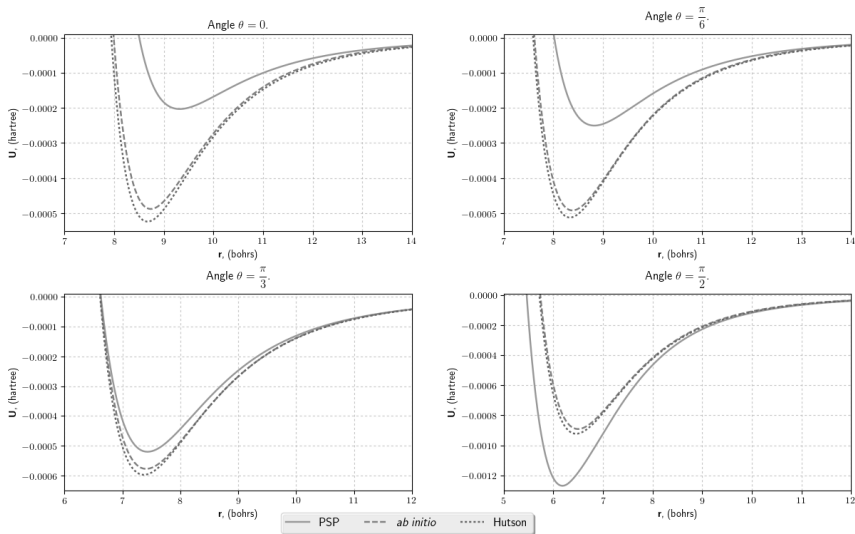 Angle θ = 0.
0.0000
−0.0001
−0.0002
−0.0003
−0.0004
−0.0005
U, (hartree)
7 8 9 10 11 12 13 14
r, (bohrs)
Angle θ = π/6.
0.0000
−0.0001
−0.0002
−0.0003
−0.0004
−0.0005
U, (hartree)
7 8 9 10 11 12 13 14
r, (bohrs)
Angle θ = π/3.
0.0000
−0.0001
−0.0002
−0.0003
−0.0004
−0.0005
−0.0006
U, (hartree)
6 7 8 9 10 11 12
r, (bohrs)
Angle θ = π/2.
0.0000
−0.0002
−0.0004
−0.0006
−0.0008
−0.0010
−0.0012
U, (hartree)
5 6 7 8 9 10 11 12
r, (bohrs)
PSP ab initio Hutson